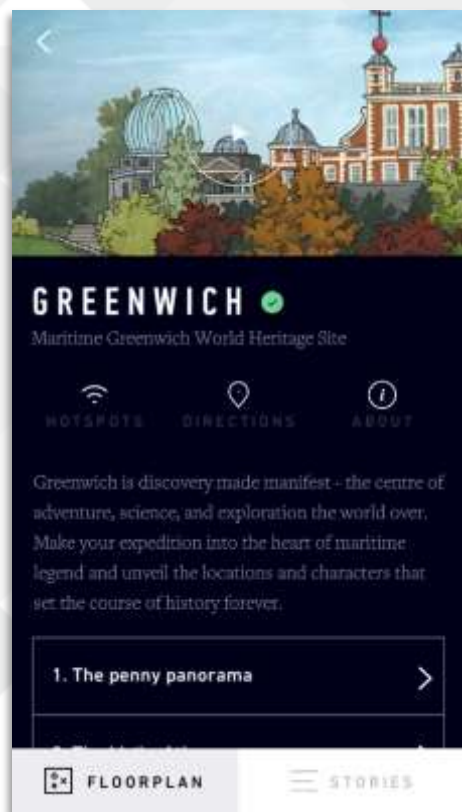 GREENWICH
Maritime Greenwich World Heritage Site
HOTSPOTS DIRECTIONS ABOUT
Greenwich is discovery made manifest - the centre of
adventure, science, and exploration the world over.
Make your expedition into the heart of maritime
legend and unveil the locations and characters that
set the course of history forever.
1. The penny panorama
FLOORPLAN STORIES